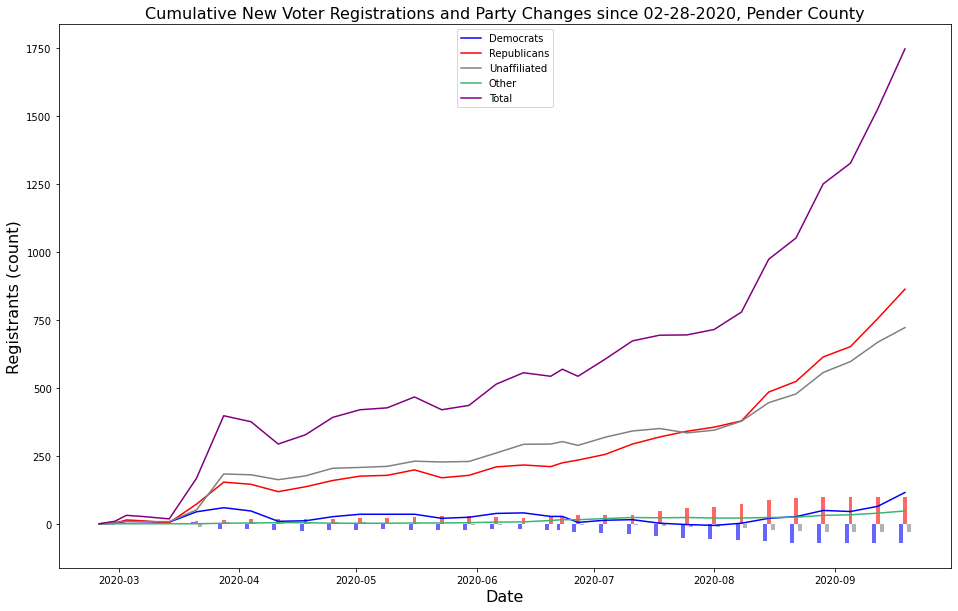 Cumulative New Voter Registrations and Party Changes since 02-28-2020, Pender County
Democrats
Republicans
Unaffiliated
Other
Total
1750
1500
1250
1000
750
500
250
0
Registrants (count)
2020-03 2020-04 2020-05 2020-06 2020-07 2020-08 2020-09
Date